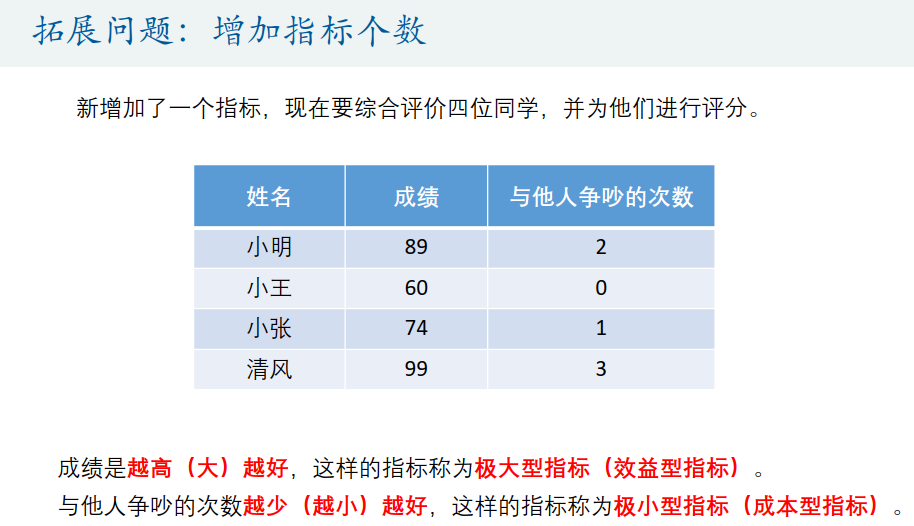 拓展问题：增加指标个数
新增加了一个指标，现在要综合评价四位同学，并为他们进行评分。
姓名 成绩 与他人争吵的次数
小明 89 2
小王 60 0
小张 74 1
清风 99 3
成绩是越高（大）越好，这样的指标称为极大型指标（效益型指标）。
与他人争吵的次数越少（越小）越好，这样的指标称为极小型指标（成本型指标）。